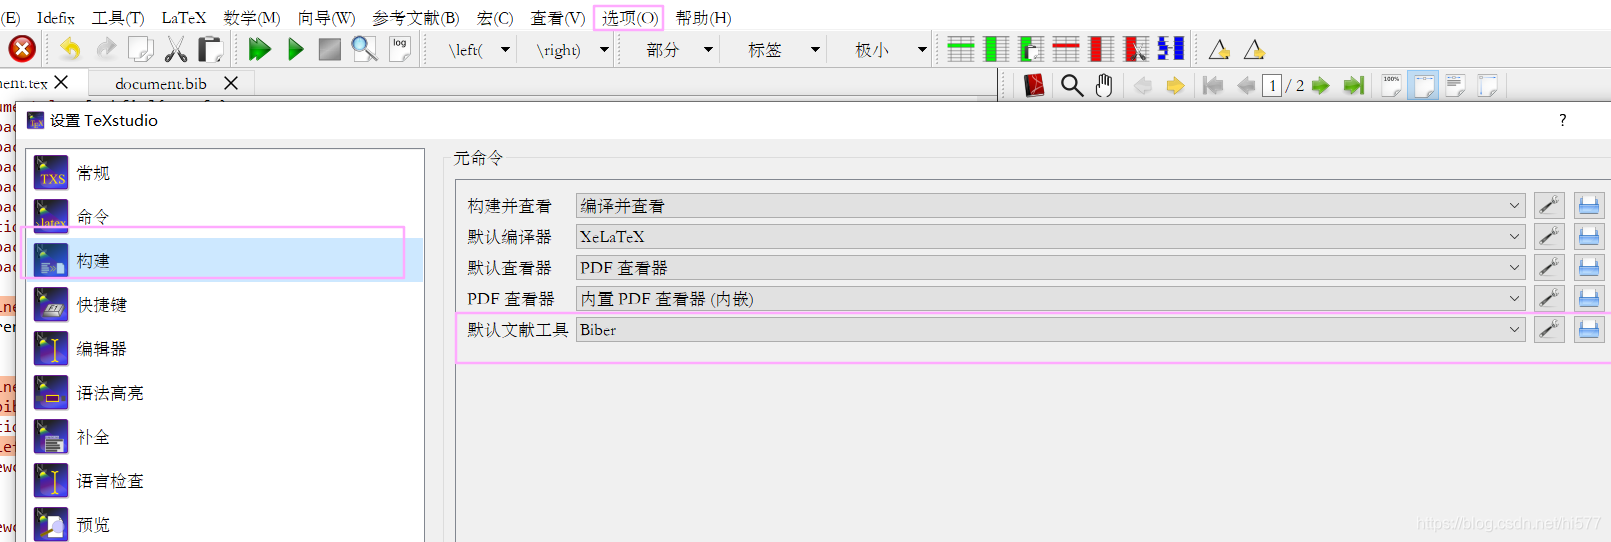 (E) Idefix 工具(T) LaTeX 数学(M) 向导(W) 参考文献(B) 宏(C) 查看(V) 选项(O) 帮助(H)
log \left( \right) 部分 标签 极小
ment.tex document.bib
1 / 2 100%
设置 TeXstudio ?
常规
命令
构建
快捷键
编辑器
语法高亮
补全
语言检查
预览
元命令
构建并查看 编译并查看
默认编译器 XeLaTeX
默认查看器 PDF 查看器
PDF 查看器 内置 PDF 查看器 (内嵌)
默认文献工具 Biber
https://blog.csdn.net/hi577